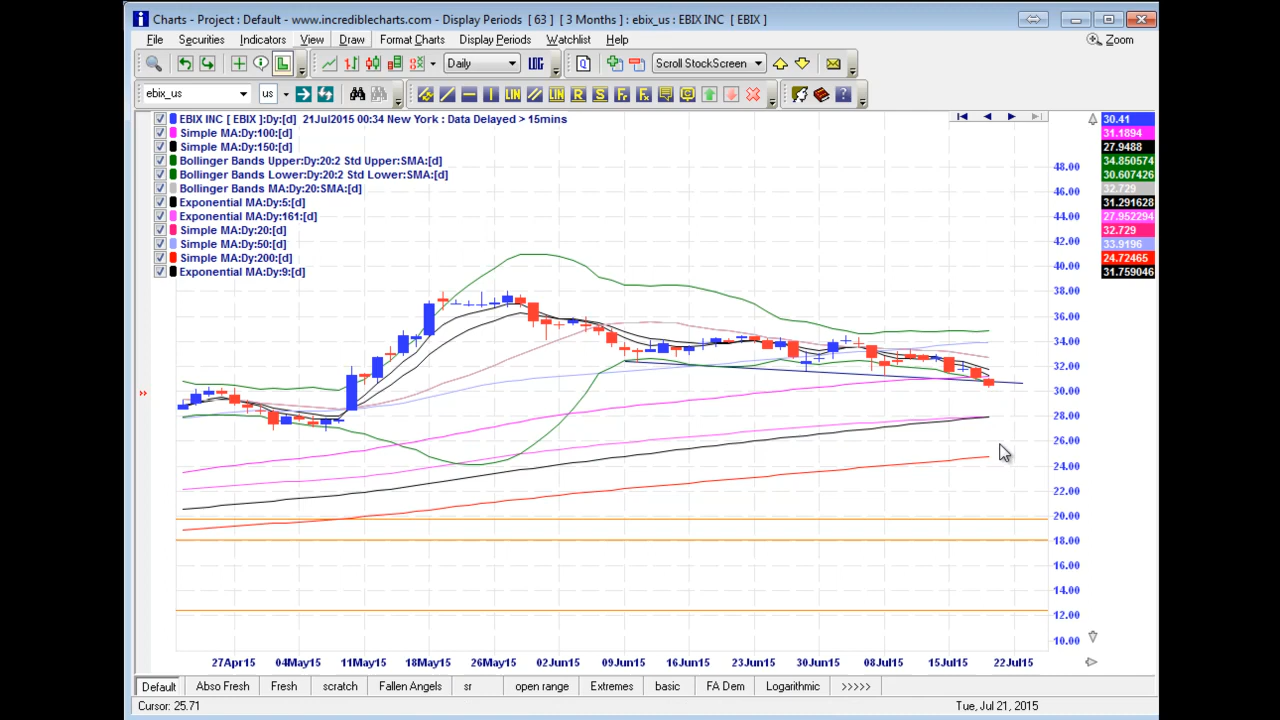 Charts - Project : Default - www.incrediblecharts.com - Display Periods [ 63 ] [ 3 Months ] : ebix_us : EBIX INC [ EBIX ]
File Securities Indicators View Draw Format Charts Display Periods Watchlist Help Zoom
Daily LOG Q Scroll StockScreen
ebix_us us LIN LIN R S
EBIX INC [ EBIX ]:Dy:[d] 21Jul2015 00:34 New York : Data Delayed > 15mins
Simple MA:Dy:100:[d]
Simple MA:Dy:150:[d]
Bollinger Bands Upper:Dy:20:2 Std Upper:SMA:[d]
Bollinger Bands Lower:Dy:20:2 Std Lower:SMA:[d]
Bollinger Bands MA:Dy:20:SMA:[d]
Exponential MA:Dy:5:[d]
Exponential MA:Dy:161:[d]
Simple MA:Dy:20:[d]
Simple MA:Dy:50:[d]
Simple MA:Dy:200:[d]
Exponential MA:Dy:9:[d]
30.41
31.1894
27.9488
34.850574
30.607426
32.729
31.291628
27.952294
32.729
33.9196
24.72465
31.759046
48.00
46.00
44.00
42.00
40.00
38.00
36.00
34.00
32.00
30.00
28.00
26.00
24.00
22.00
20.00
18.00
16.00
14.00
12.00
10.00
27Apr15 04May15 11May15 18May15 26May15 02Jun15 09Jun15 16Jun15 23Jun15 30Jun15 08Jul15 15Jul15 22Jul15
Default Abso Fresh Fresh scratch Fallen Angels sr open range Extremes basic FA Dem Logarithmic >>>>>
Cursor: 25.71 Tue, Jul 21, 2015